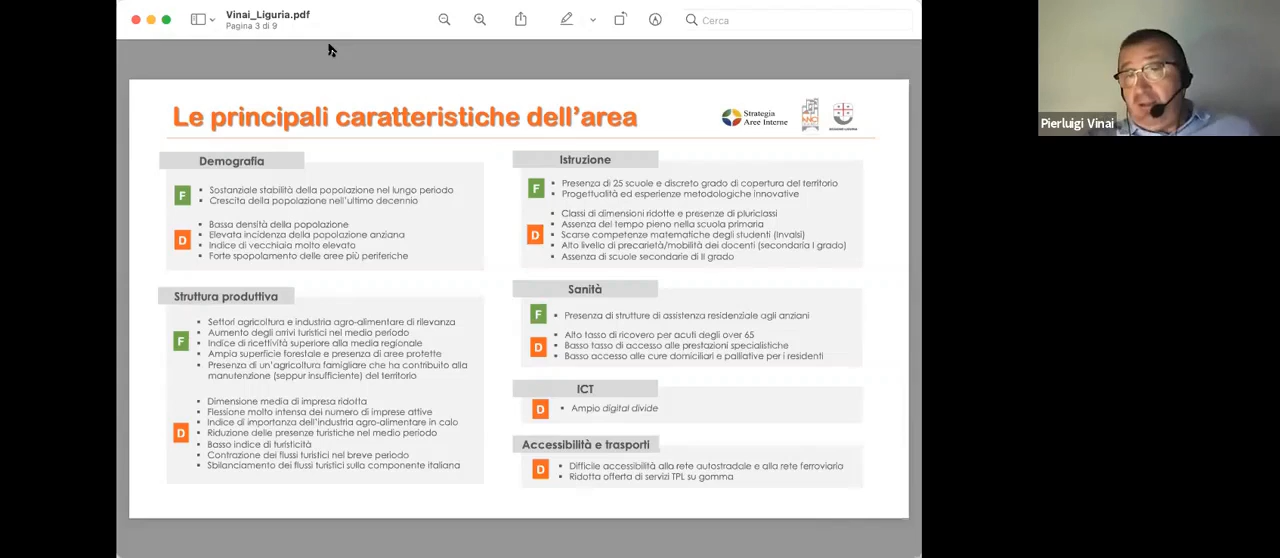 Vinai_Liguria.pdf
Pagina 3 di 9
Cerca
Pierluigi Vinai
Le principali caratteristiche dell'area
Strategia
Aree Interne
ANCI
REGIONE LIGURIA
Demografia
F
▪ Sostanziale stabilità della popolazione nel lungo periodo
▪ Crescita della popolazione nell'ultimo decennio
D
▪ Bassa densità della popolazione
▪ Elevata incidenza della popolazione anziana
▪ Indice di vecchiaia molto elevato
▪ Forte spopolamento delle aree più periferiche
Struttura produttiva
F
▪ Settori agricoltura e industria agro-alimentare di rilevanza
▪ Aumento degli arrivi turistici nel medio periodo
▪ Indice di ricettività superiore alla media regionale
▪ Ampia superficie forestale e presenza di aree protette
▪ Presenza di un'agricoltura famigliare che ha contribuito alla
manutenzione (seppur insufficiente) del territorio
D
▪ Dimensione media di impresa ridotta
▪ Flessione molto intensa del numero di imprese attive
▪ Indice di importanza dell'industria agro-alimentare in calo
▪ Riduzione delle presenze turistiche nel medio periodo
▪ Basso indice di turisticità
▪ Contrazione dei flussi turistici nel breve periodo
▪ Sbilanciamento dei flussi turistici sulla componente italiana
Istruzione
F
▪ Presenza di 25 scuole e discreto grado di copertura del territorio
▪ Progettualità ed esperienze metodologiche innovative
D
▪ Classi di dimensioni ridotte e presenze di pluriclassi
▪ Assenza del tempo pieno nella scuola primaria
▪ Scarse competenze matematiche degli studenti (Invalsi)
▪ Alto livello di precarietà/mobilità dei docenti (secondaria I grado)
▪ Assenza di scuole secondarie di II grado
Sanità
F
▪ Presenza di strutture di assistenza residenziale agli anziani
D
▪ Alto tasso di ricovero per acuti degli over 65
▪ Basso tasso di accesso alle prestazioni specialistiche
▪ Basso accesso alle cure domiciliari e palliative per i residenti
ICT
D
▪ Ampio digital divide
Accessibilità e trasporti
D
▪ Difficile accessibilità alla rete autostradale e alla rete ferroviaria
▪ Ridotta offerta di servizi TPL su gomma